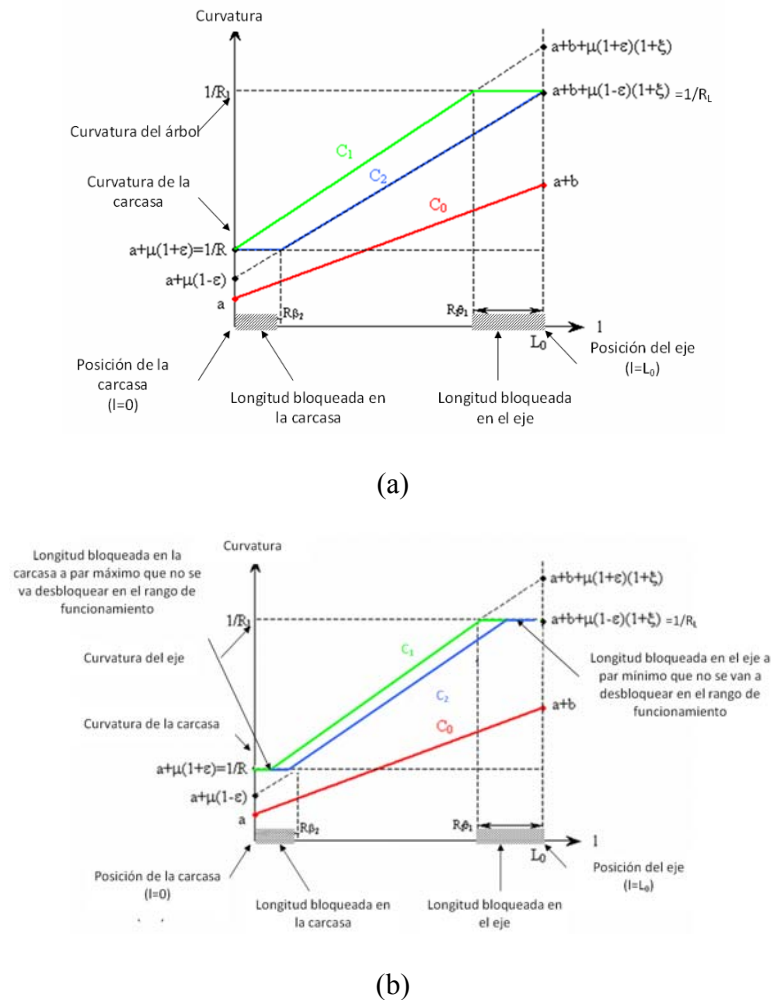 Curvatura
a+b+μ(1+ε)(1+ξ)
1/R₁
a+b+μ(1-ε)(1+ξ) =1/R_L
Curvatura del árbol
C₁
Curvatura de la
carcasa
C₂
C₀
a+b
a+μ(1+ε)=1/R
a+μ(1-ε)
a
Rβ₂
L₀
l
Posición de la
carcasa
(l=0)
Longitud bloqueada en
la carcasa
Longitud bloqueada
en el eje
Posición del eje
(l=L₀)
(a)
Longitud bloqueada en la
carcasa a par máximo que no se
va desbloquear en el rango de
funcionamiento
Curvatura
a+b+μ(1+ε)(1+ξ)
1/R₁
a+b+μ(1-ε)(1+ξ) =1/R_L
Curvatura del eje
C₁
Longitud bloqueada en el eje a
par mínimo que no se van a
desbloquear en el rango de
funcionamiento
C₂
Curvatura de la carcasa
C₀
a+b
a+μ(1+ε)=1/R
a+μ(1-ε)
a
Rβ₂
L₀
l
Posición de la carcasa
(l=0)
Longitud bloqueada en
la carcasa
Longitud bloqueada en
el eje
Posición del eje
(l=L₀)
(b)